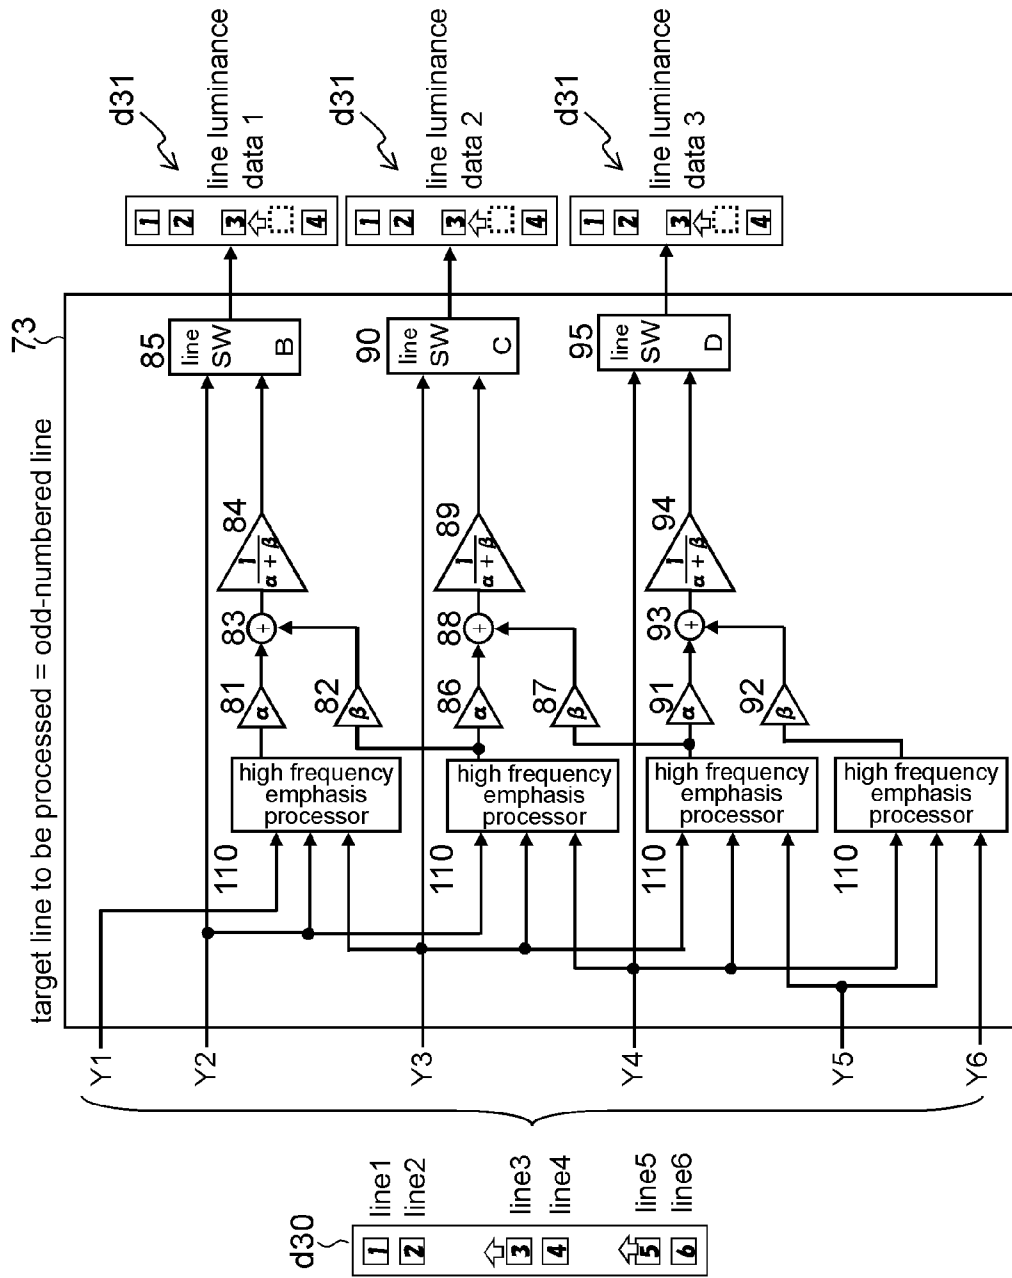 target line to be processed = odd-numbered line
73
d30
1 line1
2 line2
3 line3
4 line4
5 line5
6 line6
Y1
Y2
Y3
Y4
Y5
Y6
110
high frequency
emphasis
processor
81
α
82
β
83
+
84
1
α + β
85
line
SW
B
d31
1
2
3
4
line luminance
data 1
110
high frequency
emphasis
processor
86
α
87
β
88
+
89
1
α + β
90
line
SW
C
d31
1
2
3
4
line luminance
data 2
110
high frequency
emphasis
processor
91
α
92
β
93
+
94
1
α + β
95
line
SW
D
d31
1
2
3
4
line luminance
data 3
110
high frequency
emphasis
processor